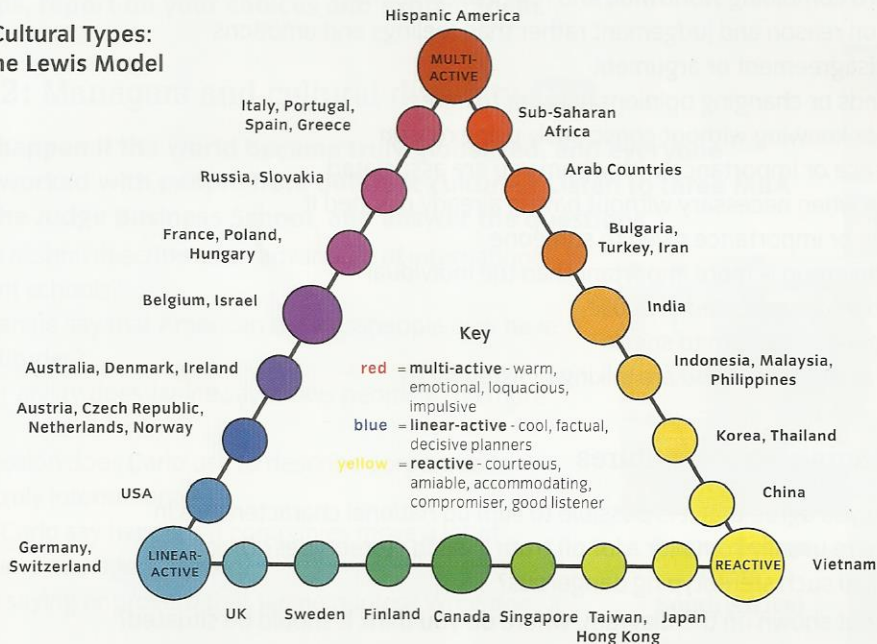 Hispanic America
Cultural Types:
he Lewis Model
MULTI-
ACTIVE
Italy, Portugal,
Spain, Greece
Sub-Saharan
Africa
Russia, Slovakia
Arab Countries
France, Poland,
Hungary
Bulgaria,
Turkey, Iran
Belgium, Israel
India
Key
Australia, Denmark, Ireland
red = multi-active - warm,
emotional, loquacious,
impulsive
Indonesia, Malaysia,
Philippines
Austria, Czech Republic,
Netherlands, Norway
blue = linear-active - cool, factual,
decisive planners
Korea, Thailand
yellow = reactive - courteous,
amiable, accommodating,
compromiser, good listener
USA
China
Germany,
Switzerland
LINEAR-
ACTIVE
REACTIVE
Vietnam
UK
Sweden
Finland
Canada
Singapore
Taiwan,
Hong Kong
Japan